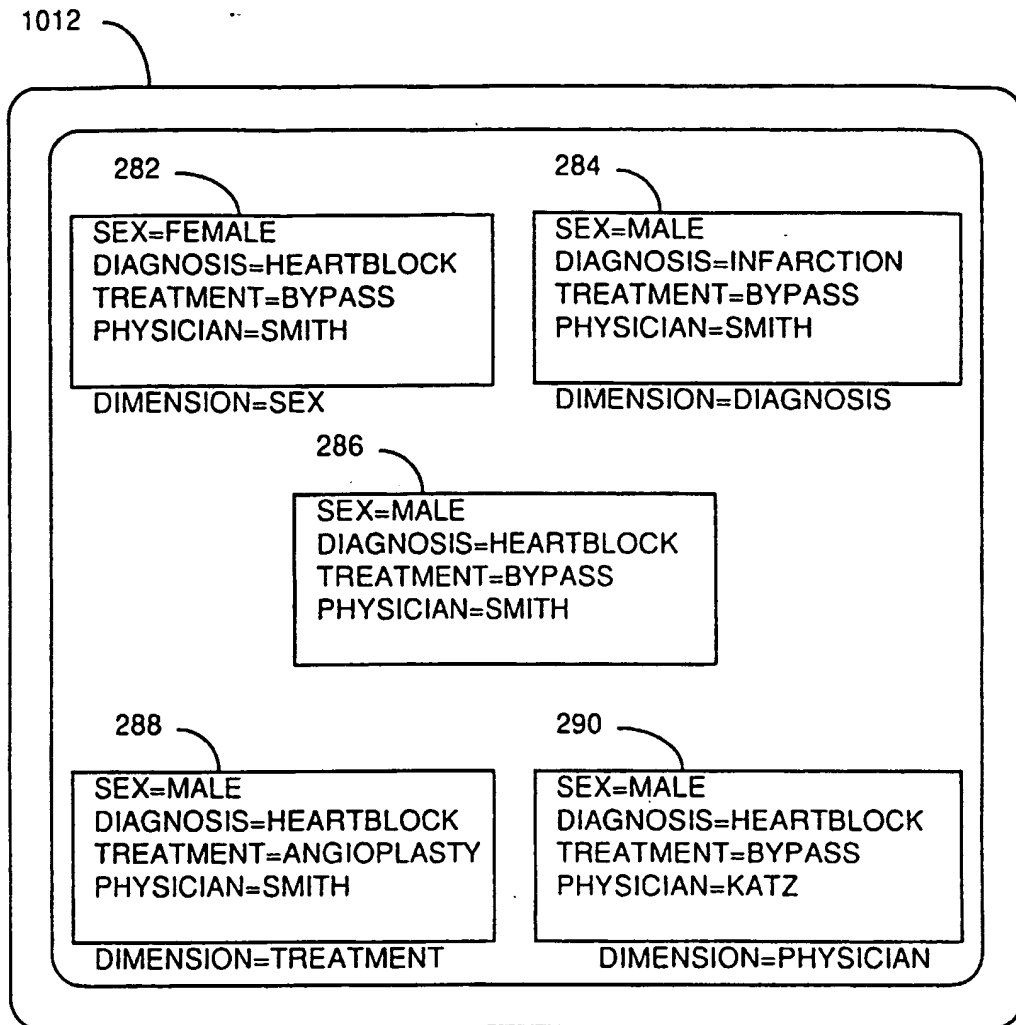 1012
282
SEX=FEMALE
DIAGNOSIS=HEARTBLOCK
TREATMENT=BYPASS
PHYSICIAN=SMITH
DIMENSION=SEX
284
SEX=MALE
DIAGNOSIS=INFARCTION
TREATMENT=BYPASS
PHYSICIAN=SMITH
DIMENSION=DIAGNOSIS
286
SEX=MALE
DIAGNOSIS=HEARTBLOCK
TREATMENT=BYPASS
PHYSICIAN=SMITH
288
SEX=MALE
DIAGNOSIS=HEARTBLOCK
TREATMENT=ANGIOPLASTY
PHYSICIAN=SMITH
DIMENSION=TREATMENT
290
SEX=MALE
DIAGNOSIS=HEARTBLOCK
TREATMENT=BYPASS
PHYSICIAN=KATZ
DIMENSION=PHYSICIAN